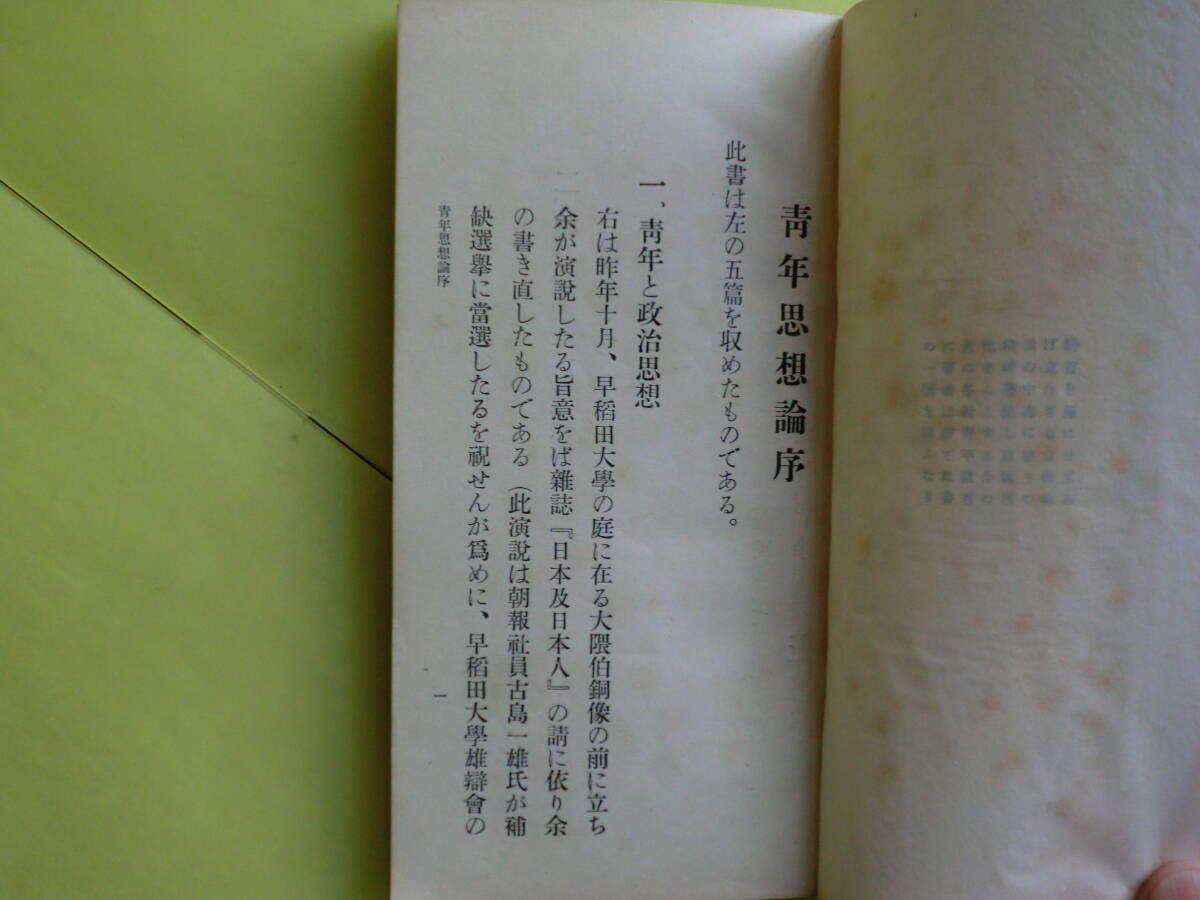 靑年思想論序
此書は左の五篇を収めたものである。
一、靑年と政治思想
右は昨年十月、早稻田大學の庭に在る大隈伯銅像の前に立ち
余が演說したる旨意をば雜誌『日本及日本人』の請に依り余
の書き直したものである（此演說は朝報社員古島一雄氏が補
缺選擧に當選したるを祝せんが爲めに、早稻田大學雄辯會の
靑年思想論序
一